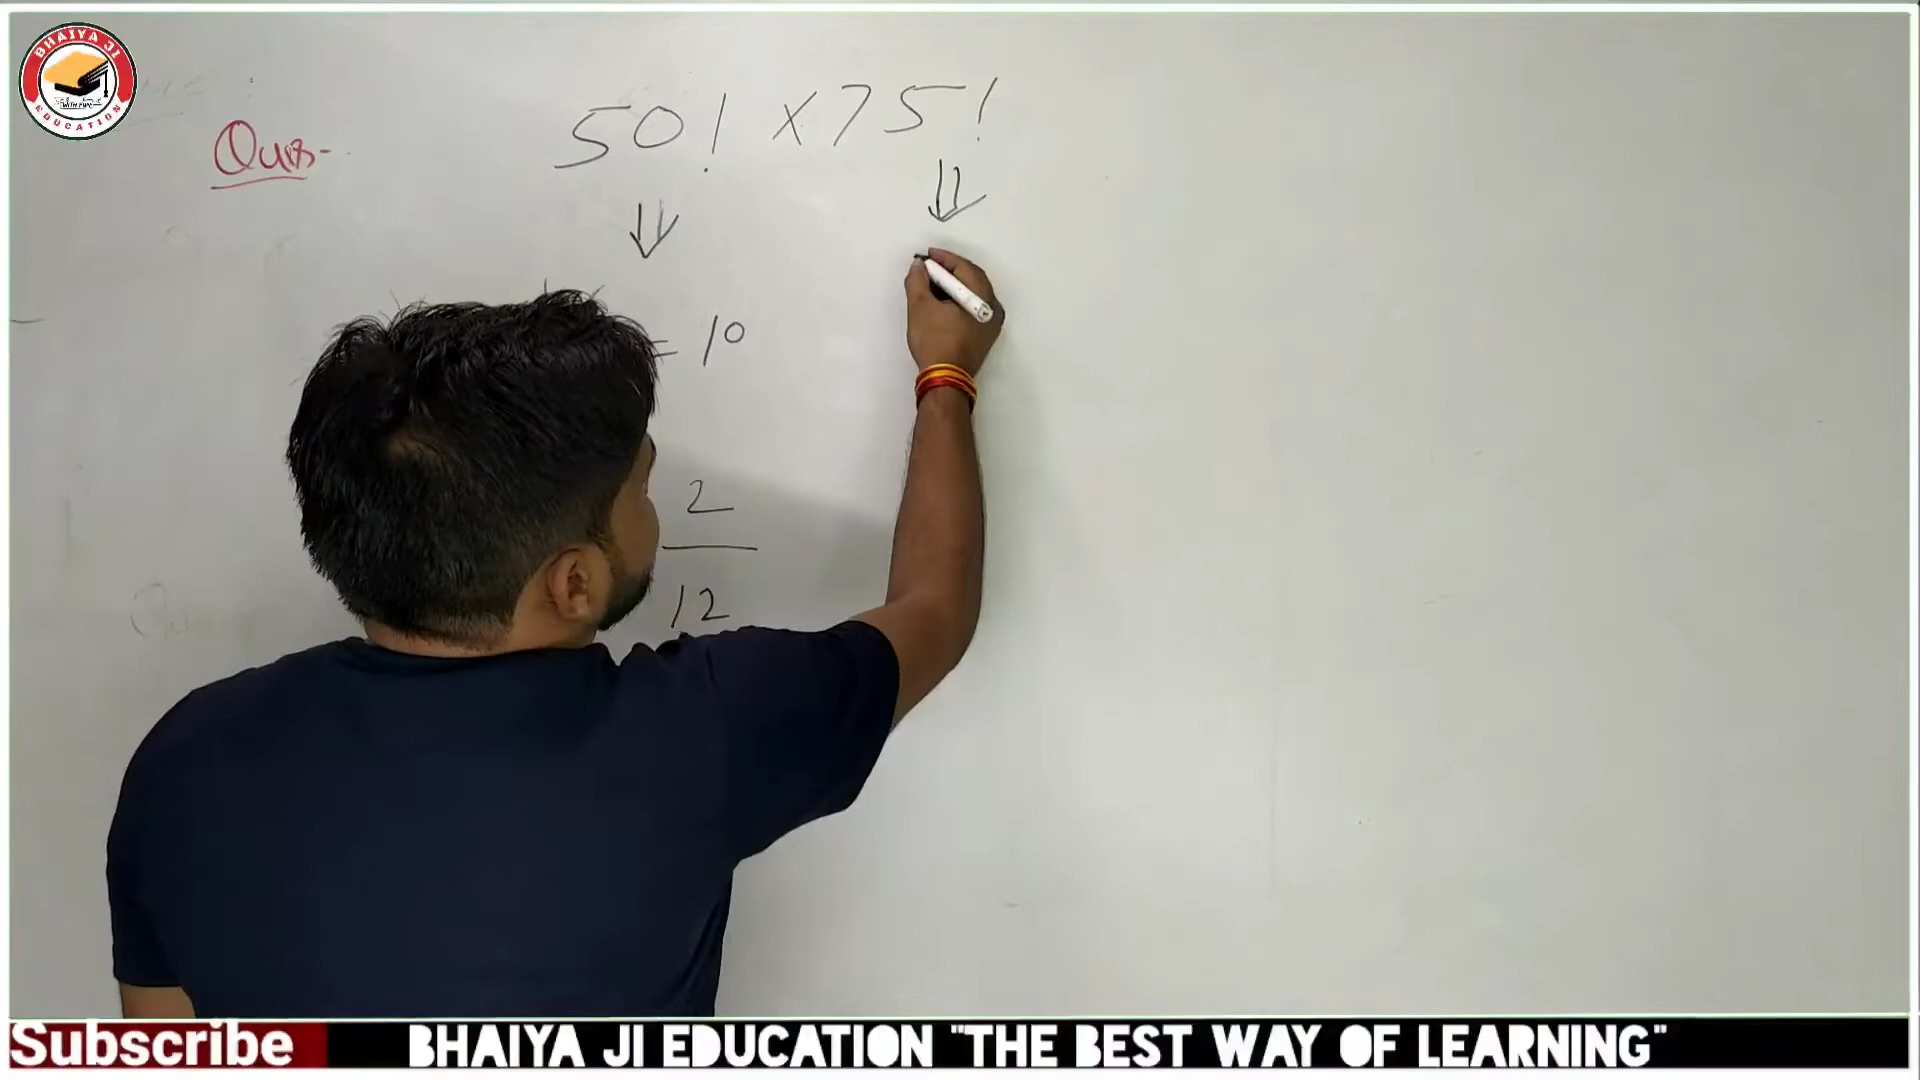 BHAIYA JI
EDUCATION
Ques-
50! x 75!
= 10
2
12
Subscribe BHAIYA JI EDUCATION "THE BEST WAY OF LEARNING"